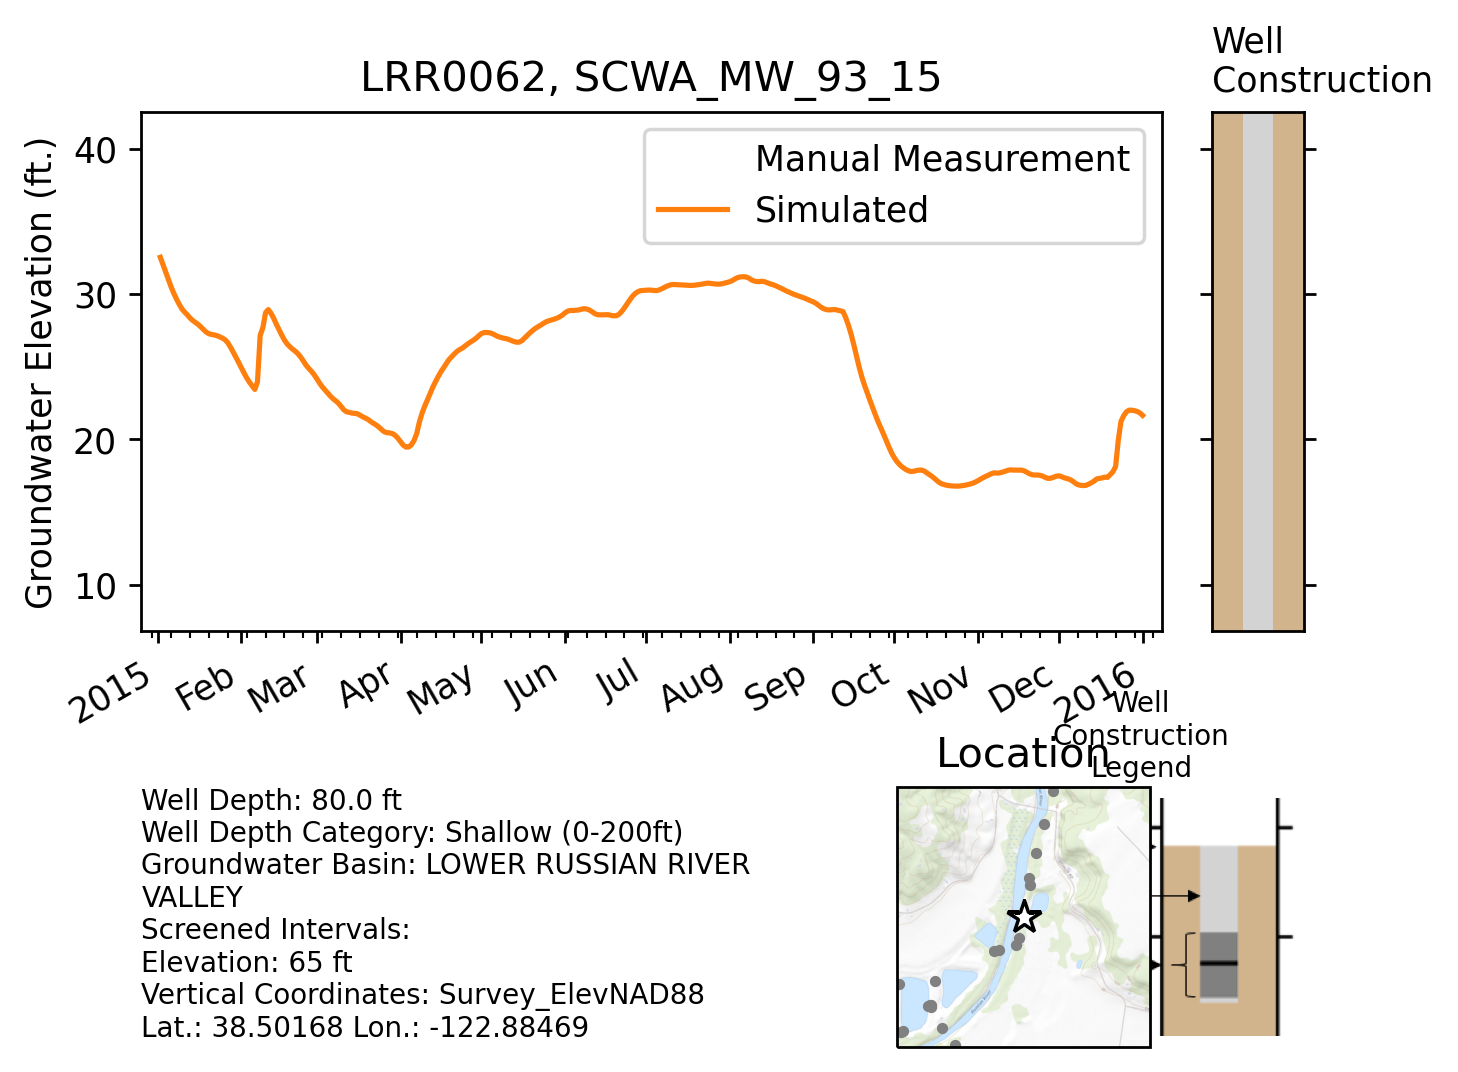 Well
Construction
LRR0062, SCWA_MW_93_15
Groundwater Elevation (ft.)
40
30
20
10
Manual Measurement
Simulated
2015
Feb
Mar
Apr
May
Jun
Jul
Aug
Sep
Oct
Nov
Dec
2016
Well
Construction
Legend
Location
Well Depth: 80.0 ft
Well Depth Category: Shallow (0-200ft)
Groundwater Basin: LOWER RUSSIAN RIVER
VALLEY
Screened Intervals:
Elevation: 65 ft
Vertical Coordinates: Survey_ElevNAD88
Lat.: 38.50168 Lon.: -122.88469